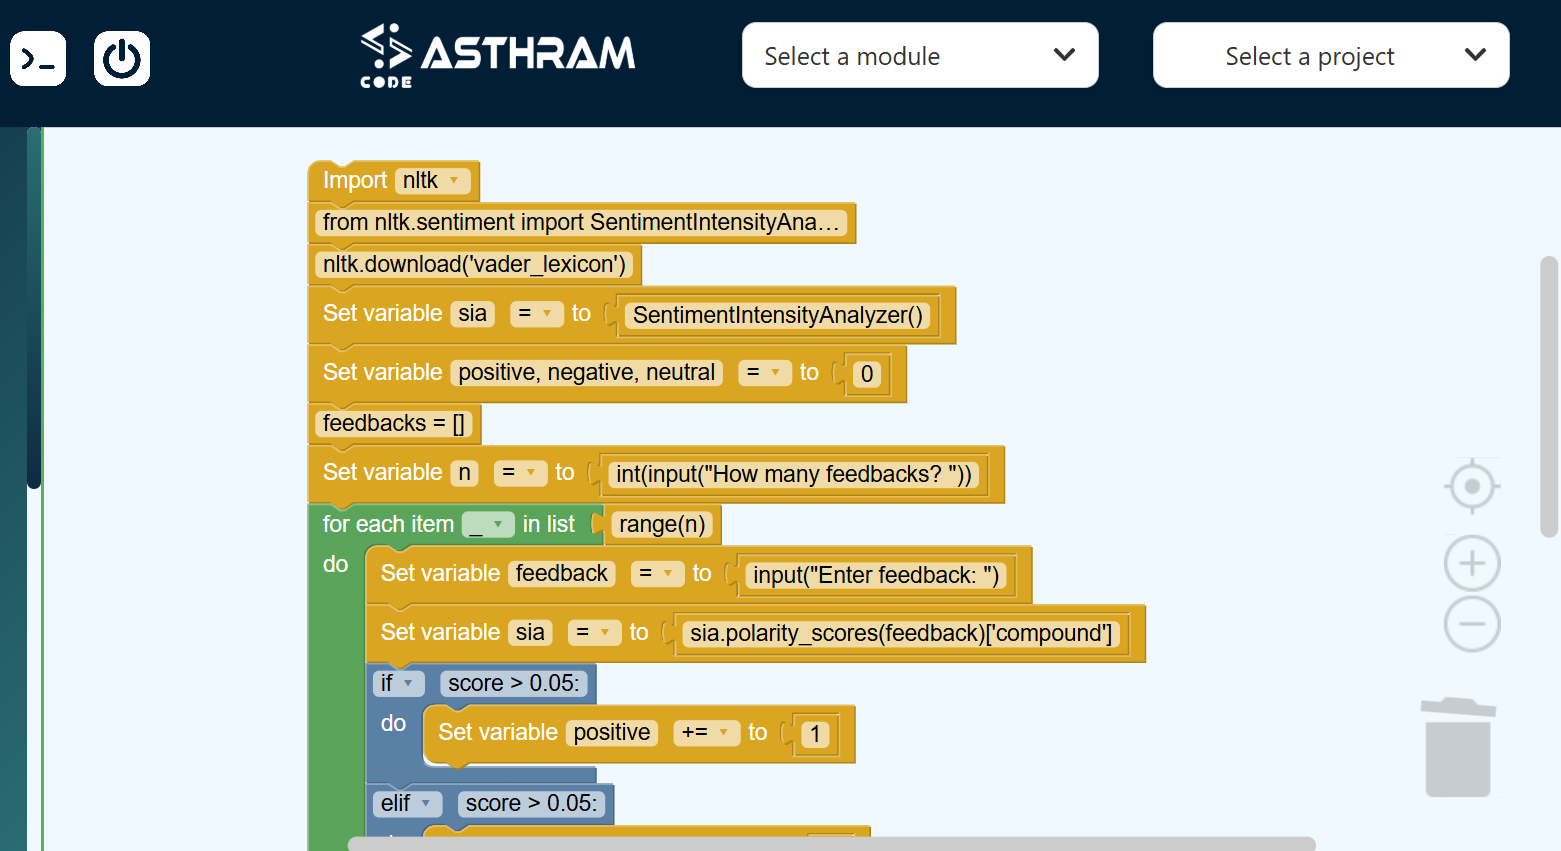 >_
CODE ASTHRAM
Select a module
Select a project
Import nltk
from nltk.sentiment import SentimentIntensityAna...
nltk.download('vader_lexicon')
Set variable sia = to SentimentIntensityAnalyzer()
Set variable positive, negative, neutral = to 0
feedbacks = []
Set variable n = to int(input("How many feedbacks? "))
for each item _ in list range(n)
do
Set variable feedback = to input("Enter feedback: ")
Set variable sia = to sia.polarity_scores(feedback)['compound']
if score > 0.05:
do
Set variable positive += to 1
elif score > 0.05: